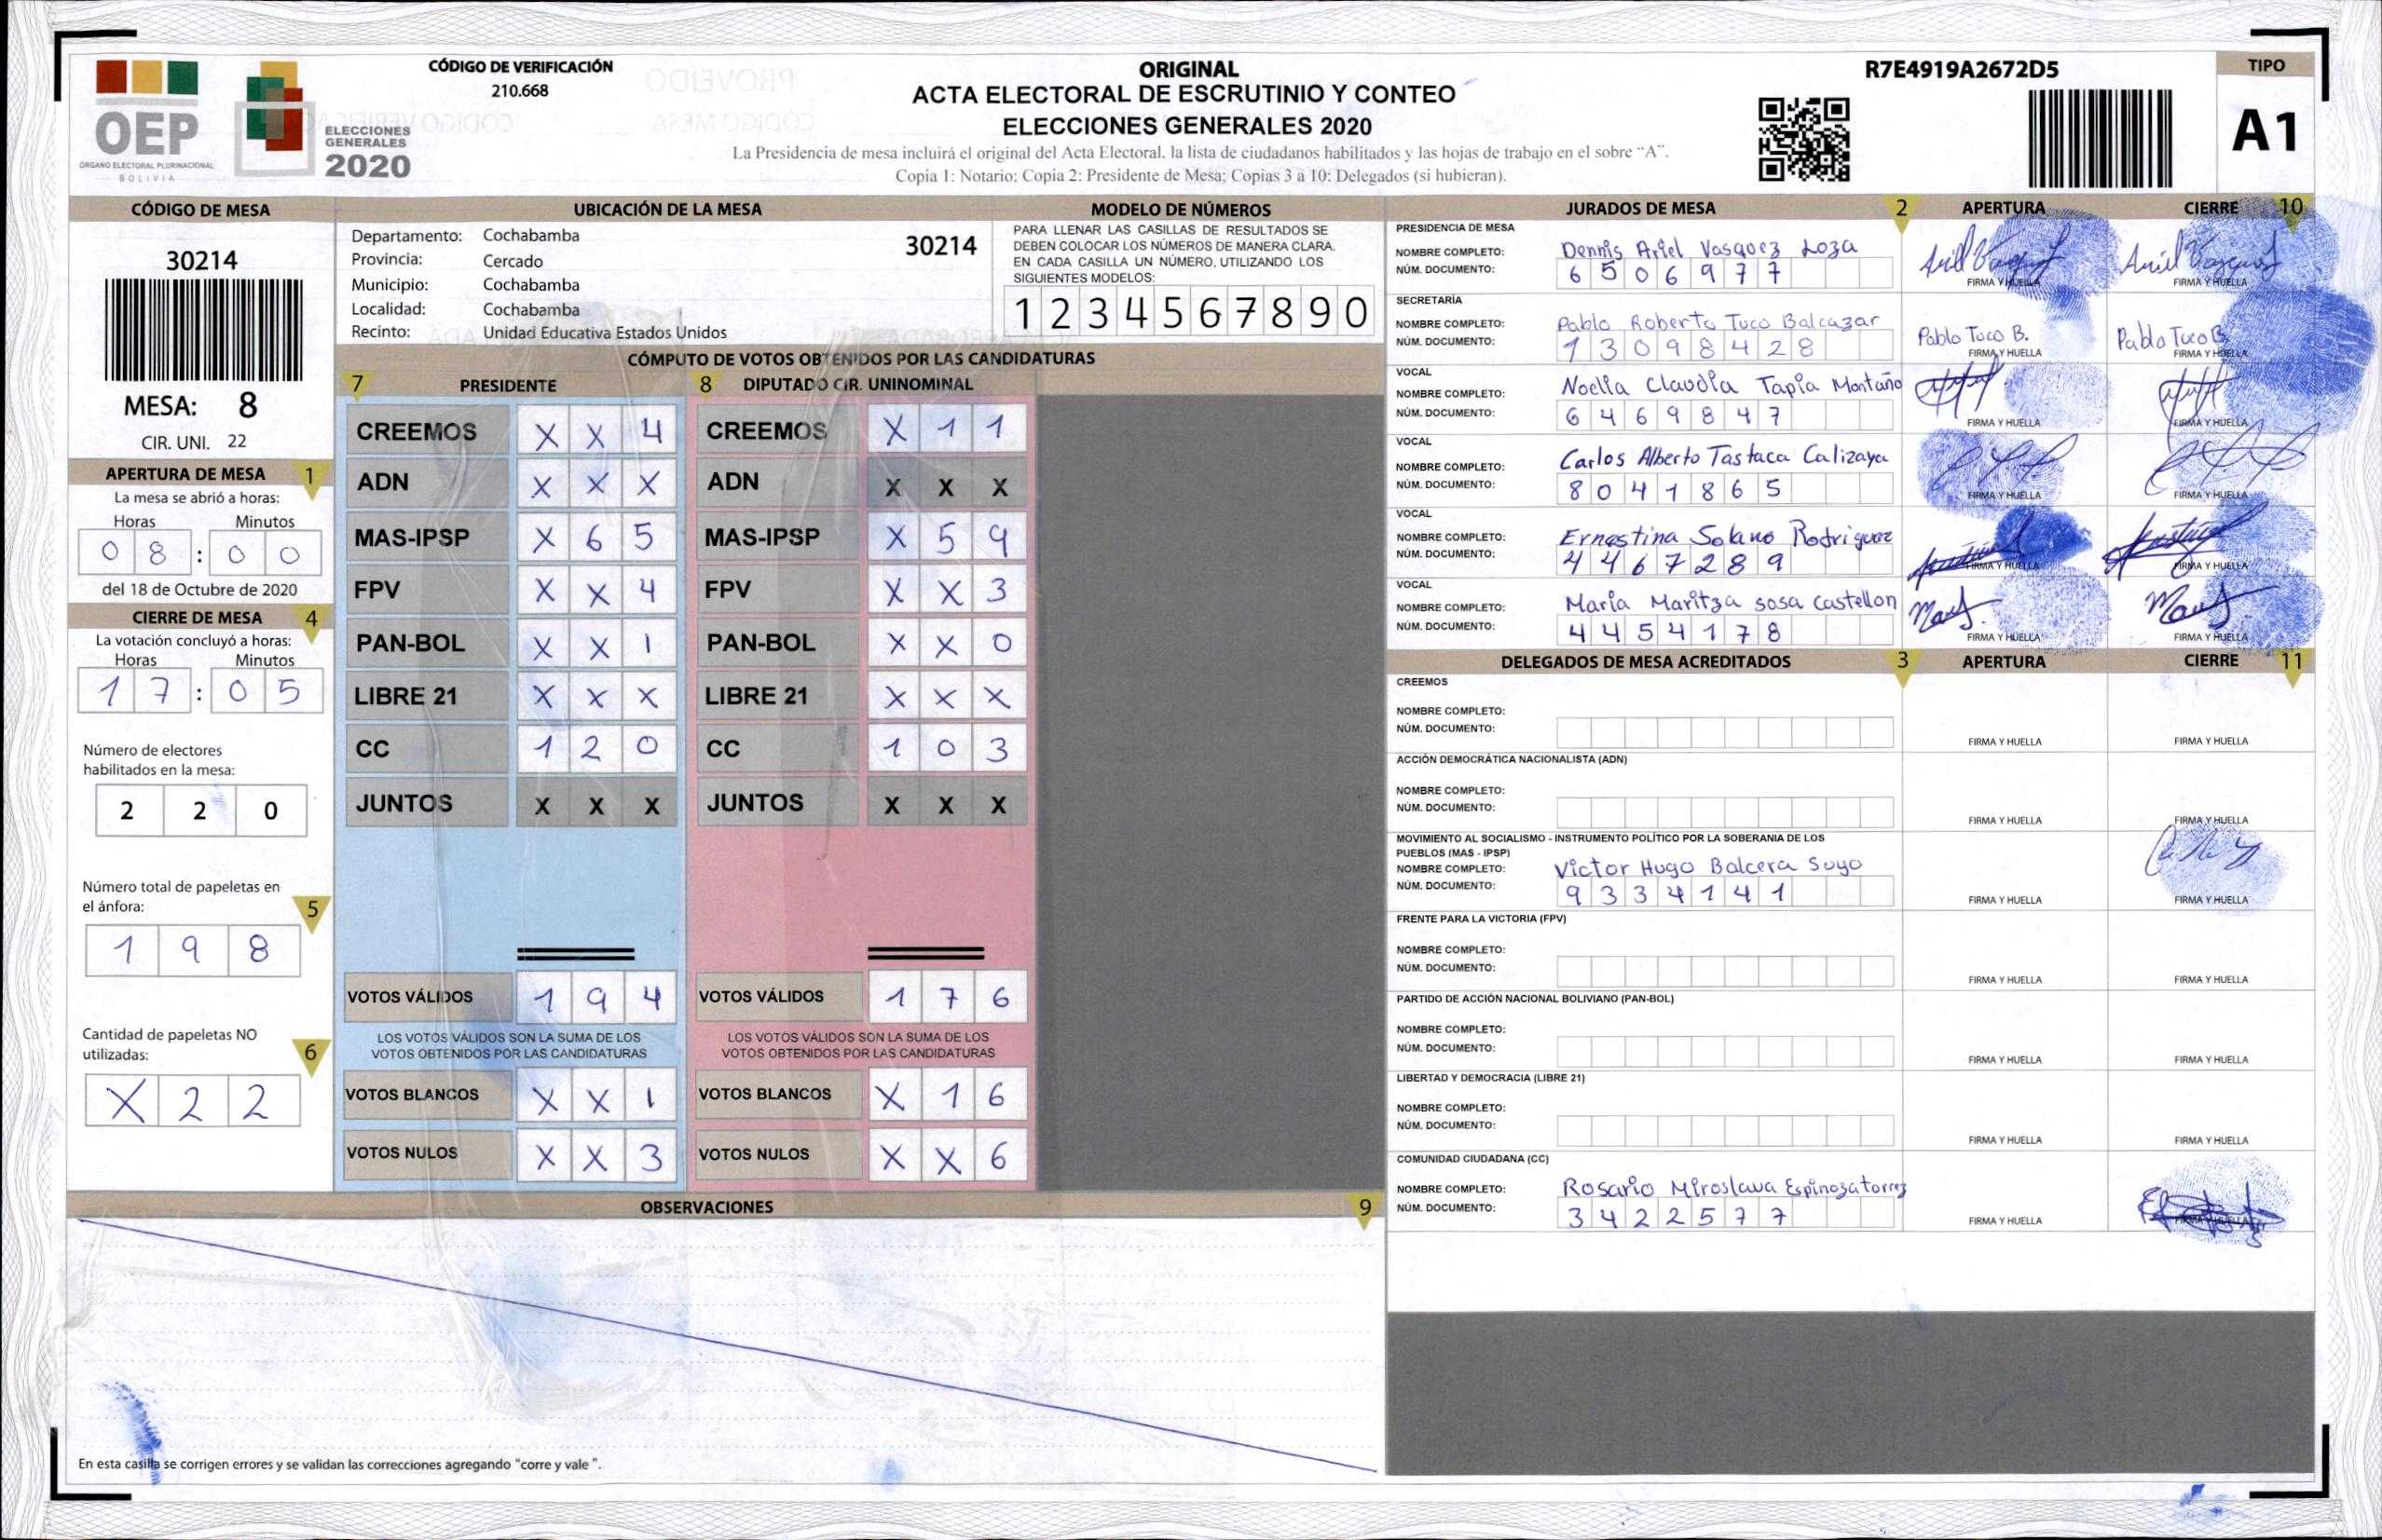 CÓDIGO DE VERIFICACIÓN
210.668
ORIGINAL
ACTA ELECTORAL DE ESCRUTINIO Y CONTEO
ELECCIONES GENERALES 2020
La Presidencia de mesa incluirá el original del Acta Electoral, la lista de ciudadanos habilitados y las hojas de trabajo en el sobre "A".
Copia 1: Notario; Copia 2: Presidente de Mesa; Copias 3 a 10: Delegados (si hubieran).
R7E4919A2672D5
TIPO
A1
OEP
ÓRGANO ELECTORAL PLURINACIONAL
BOLIVIA
ELECCIONES
GENERALES
2020
CÓDIGO DE MESA
30214
MESA: 8
CIR. UNI. 22
APERTURA DE MESA 1
La mesa se abrió a horas:
Horas Minutos
0 8 : 0 0
del 18 de Octubre de 2020
CIERRE DE MESA 4
La votación concluyó a horas:
Horas Minutos
1 7 : 0 5
Número de electores
habilitados en la mesa:
2 2 0
Número total de papeletas en
el ánfora: 5
1 9 8
Cantidad de papeletas NO
utilizadas: 6
X 2 2
UBICACIÓN DE LA MESA
Departamento: Cochabamba 30214
Provincia: Cercado
Municipio: Cochabamba
Localidad: Cochabamba
Recinto: Unidad Educativa Estados Unidos
MODELO DE NÚMEROS
PARA LLENAR LAS CASILLAS DE RESULTADOS SE
DEBEN COLOCAR LOS NÚMEROS DE MANERA CLARA.
EN CADA CASILLA UN NÚMERO, UTILIZANDO LOS
SIGUIENTES MODELOS:
1 2 3 4 5 6 7 8 9 0
CÓMPUTO DE VOTOS OBTENIDOS POR LAS CANDIDATURAS
7 PRESIDENTE 8 DIPUTADO CIR. UNINOMINAL
CREEMOS X X 4 CREEMOS X 1 1
ADN X X X ADN X X X
MAS-IPSP X 6 5 MAS-IPSP X 5 9
FPV X X 4 FPV X X 3
PAN-BOL X X 1 PAN-BOL X X 0
LIBRE 21 X X X LIBRE 21 X X X
CC 1 2 0 CC 1 0 3
JUNTOS X X X JUNTOS X X X
VOTOS VÁLIDOS 1 9 4 VOTOS VÁLIDOS 1 7 6
LOS VOTOS VÁLIDOS SON LA SUMA DE LOS LOS VOTOS VÁLIDOS SON LA SUMA DE LOS
VOTOS OBTENIDOS POR LAS CANDIDATURAS VOTOS OBTENIDOS POR LAS CANDIDATURAS
VOTOS BLANCOS X X 1 VOTOS BLANCOS X 1 6
VOTOS NULOS X X 3 VOTOS NULOS X X 6
OBSERVACIONES 9
En esta casilla se corrigen errores y se validan las correcciones agregando "corre y vale ".
JURADOS DE MESA 2 APERTURA CIERRE 10
PRESIDENCIA DE MESA
NOMBRE COMPLETO: Dennis Ariel Vasquez Loza
NÚM. DOCUMENTO: 6 5 0 6 9 7 7
FIRMA Y HUELLA FIRMA Y HUELLA
SECRETARÍA
NOMBRE COMPLETO: Pablo Roberto Tuco Balcazar Pablo Tuco B. Pablo Tuco B
NÚM. DOCUMENTO: 1 3 0 9 8 4 2 8
FIRMA Y HUELLA FIRMA Y HUELLA
VOCAL
NOMBRE COMPLETO: Noelia Claudia Tapia Montaño
NÚM. DOCUMENTO: 6 4 6 9 8 4 7
FIRMA Y HUELLA FIRMA Y HUELLA
VOCAL
NOMBRE COMPLETO: Carlos Alberto Tastaca Calizaya
NÚM. DOCUMENTO: 8 0 4 1 8 6 5
FIRMA Y HUELLA FIRMA Y HUELLA
VOCAL
NOMBRE COMPLETO: Ernestina Solano Rodriguez
NÚM. DOCUMENTO: 4 4 6 7 2 8 9
FIRMA Y HUELLA FIRMA Y HUELLA
VOCAL
NOMBRE COMPLETO: Maria Maritza sosa castellon
NÚM. DOCUMENTO: 4 4 5 4 1 7 8
FIRMA Y HUELLA FIRMA Y HUELLA
DELEGADOS DE MESA ACREDITADOS 3 APERTURA CIERRE 11
CREEMOS
NOMBRE COMPLETO:
NÚM. DOCUMENTO:
FIRMA Y HUELLA FIRMA Y HUELLA
ACCIÓN DEMOCRÁTICA NACIONALISTA (ADN)
NOMBRE COMPLETO:
NÚM. DOCUMENTO:
FIRMA Y HUELLA FIRMA Y HUELLA
MOVIMIENTO AL SOCIALISMO - INSTRUMENTO POLÍTICO POR LA SOBERANIA DE LOS
PUEBLOS (MAS - IPSP)
NOMBRE COMPLETO: Victor Hugo Balcera Suyo
NÚM. DOCUMENTO: 9 3 3 4 1 4 1
FIRMA Y HUELLA FIRMA Y HUELLA
FRENTE PARA LA VICTORIA (FPV)
NOMBRE COMPLETO:
NÚM. DOCUMENTO:
FIRMA Y HUELLA FIRMA Y HUELLA
PARTIDO DE ACCIÓN NACIONAL BOLIVIANO (PAN-BOL)
NOMBRE COMPLETO:
NÚM. DOCUMENTO:
FIRMA Y HUELLA FIRMA Y HUELLA
LIBERTAD Y DEMOCRACIA (LIBRE 21)
NOMBRE COMPLETO:
NÚM. DOCUMENTO:
FIRMA Y HUELLA FIRMA Y HUELLA
COMUNIDAD CIUDADANA (CC)
NOMBRE COMPLETO: Rosario Miroslava Espinoza torrez
NÚM. DOCUMENTO: 3 4 2 2 5 7 7
FIRMA Y HUELLA FIRMA Y HUELLA